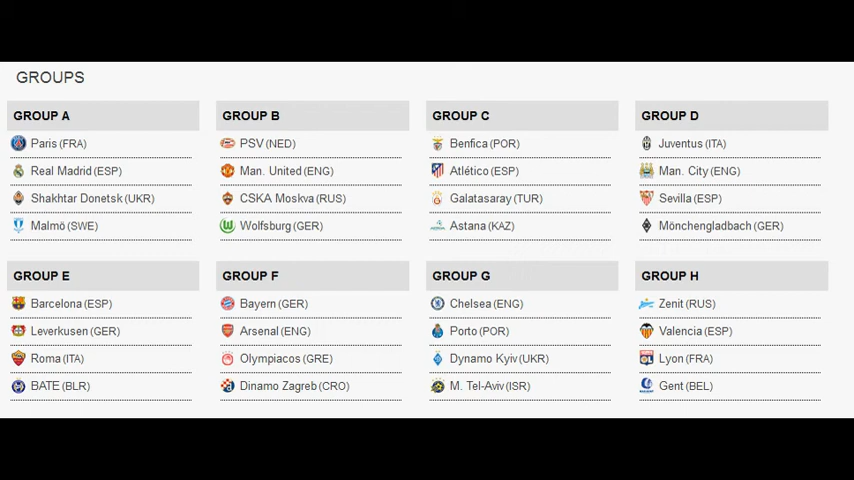 GROUPS
GROUP A
Paris (FRA)
Real Madrid (ESP)
Shakhtar Donetsk (UKR)
Malmö (SWE)
GROUP B
PSV (NED)
Man. United (ENG)
CSKA Moskva (RUS)
Wolfsburg (GER)
GROUP C
Benfica (POR)
Atlético (ESP)
Galatasaray (TUR)
Astana (KAZ)
GROUP D
Juventus (ITA)
Man. City (ENG)
Sevilla (ESP)
Mönchengladbach (GER)
GROUP E
Barcelona (ESP)
Leverkusen (GER)
Roma (ITA)
BATE (BLR)
GROUP F
Bayern (GER)
Arsenal (ENG)
Olympiacos (GRE)
Dinamo Zagreb (CRO)
GROUP G
Chelsea (ENG)
Porto (POR)
Dynamo Kyiv (UKR)
M. Tel-Aviv (ISR)
GROUP H
Zenit (RUS)
Valencia (ESP)
Lyon (FRA)
Gent (BEL)